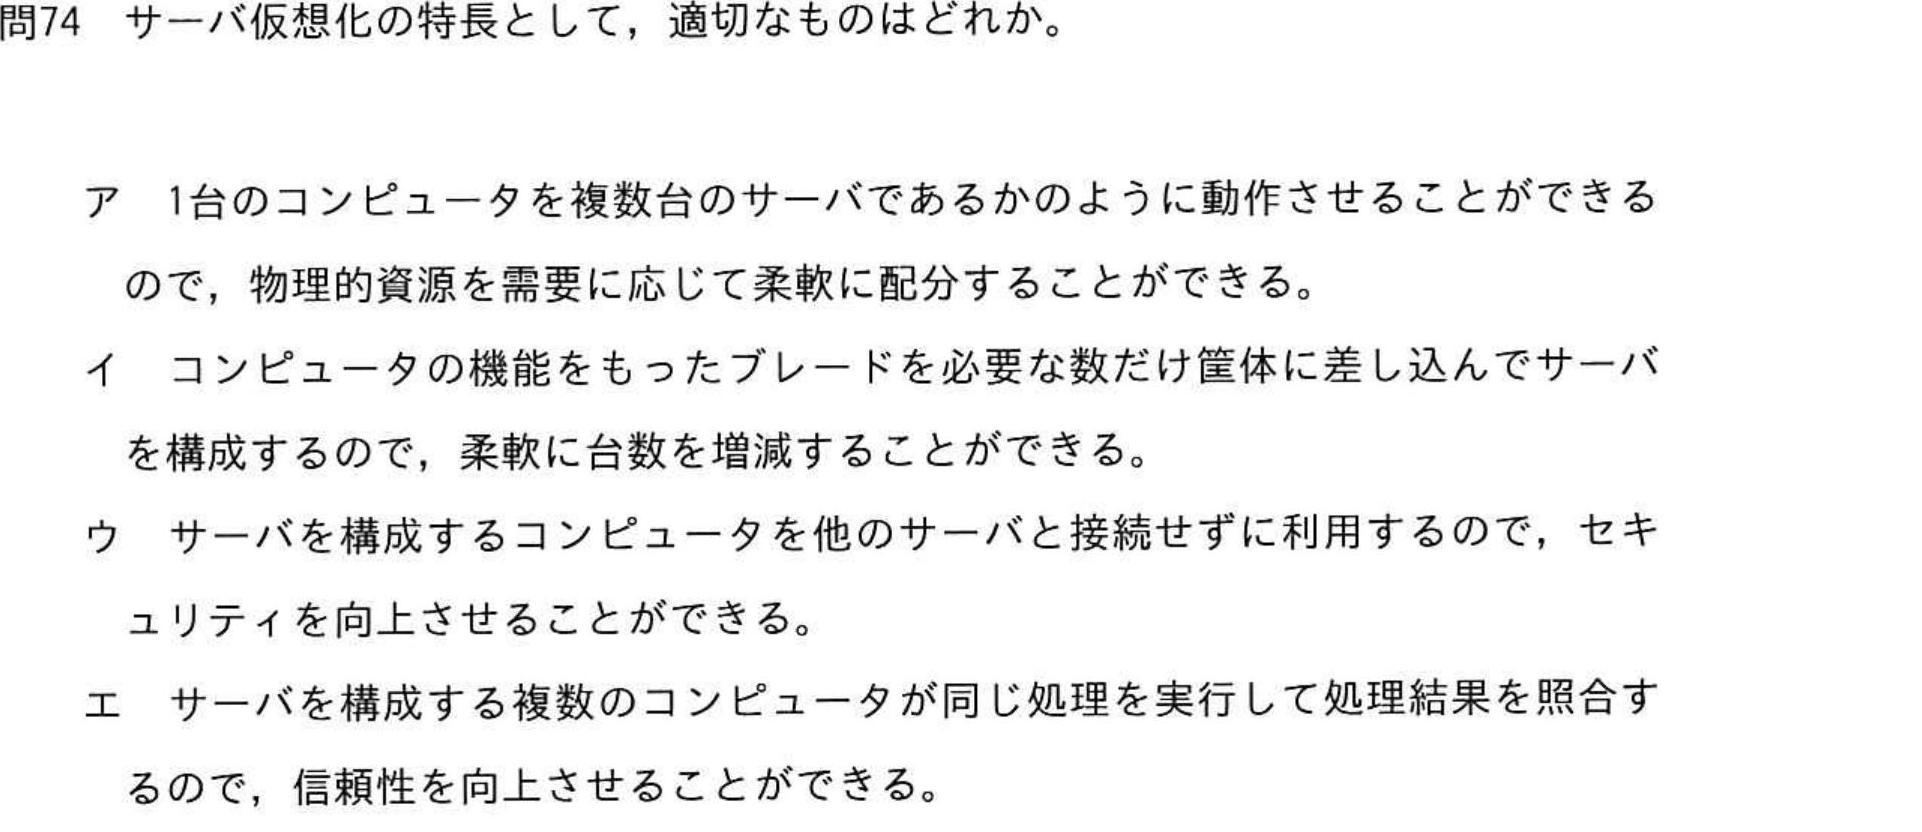 問74 サーバ仮想化の特長として，適切なものはどれか。
ア 1台のコンピュータを複数台のサーバであるかのように動作させることができる
ので，物理的資源を需要に応じて柔軟に配分することができる。
イ コンピュータの機能をもったブレードを必要な数だけ筐体に差し込んでサーバ
を構成するので，柔軟に台数を増減することができる。
ウ サーバを構成するコンピュータを他のサーバと接続せずに利用するので，セキ
ュリティを向上させることができる。
エ サーバを構成する複数のコンピュータが同じ処理を実行して処理結果を照合す
るので，信頼性を向上させることができる。